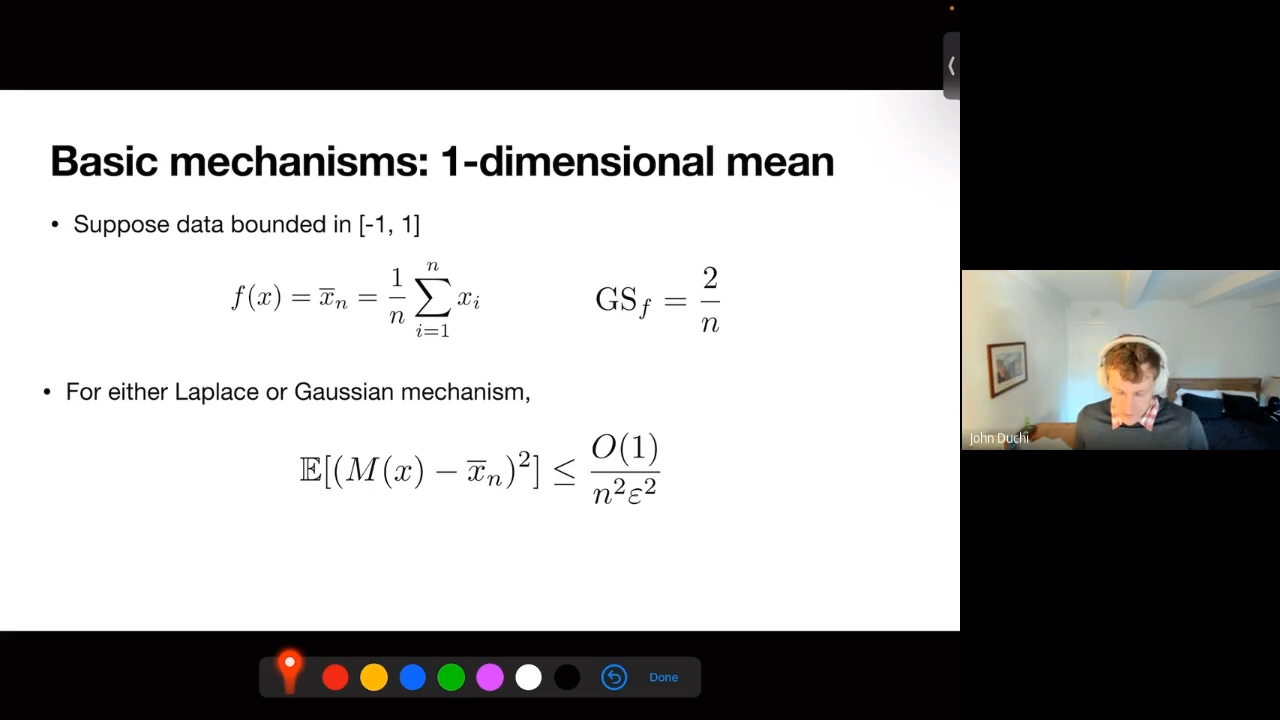 Basic mechanisms: 1-dimensional mean
• Suppose data bounded in [-1, 1]
f(x) = x̄ₙ = 1/n ∑ᵢ₌₁ⁿ xᵢ    GS_f = 2/n
• For either Laplace or Gaussian mechanism,
𝔼[(M(x) − x̄ₙ)²] ≤ O(1)/(n²ε²)
John Duchi
Done